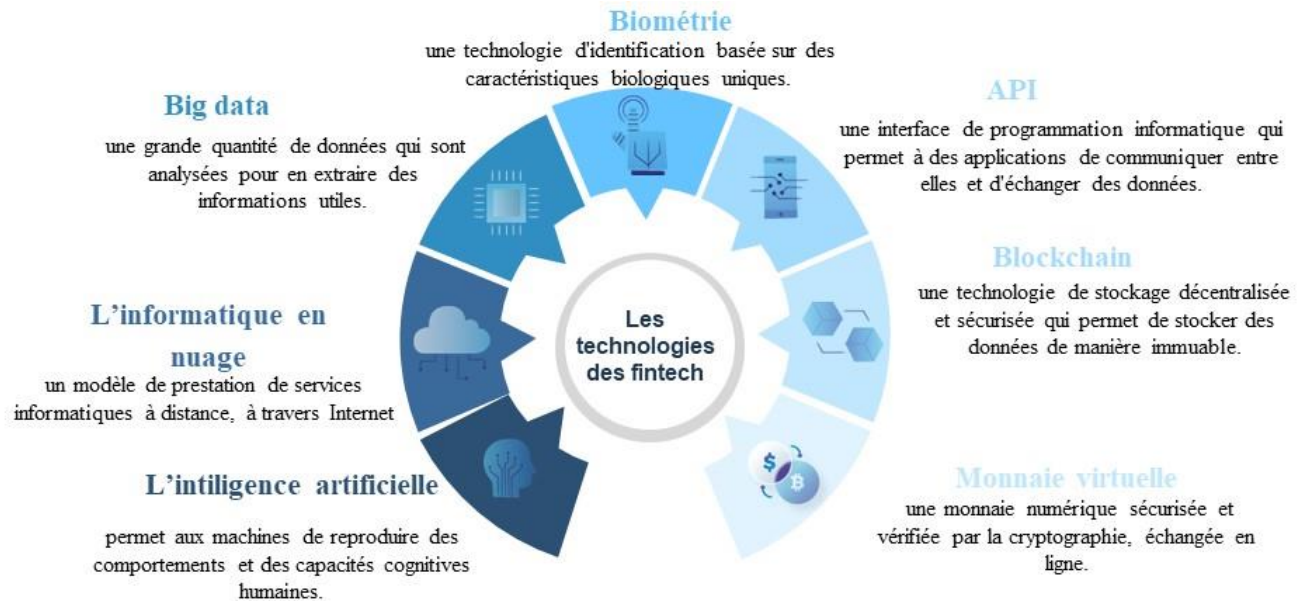 Biométrie
une technologie d'identification basée sur des
caractéristiques biologiques uniques.
Big data
une grande quantité de données qui sont
analysées pour en extraire des
informations utiles.
API
une interface de programmation informatique qui
permet à des applications de communiquer entre
elles et d'échanger des données.
L'informatique en
nuage
un modèle de prestation de services
informatiques à distance, à travers Internet
Les
technologies
des fintech
Blockchain
une technologie de stockage décentralisée
et sécurisée qui permet de stocker des
données de manière immuable.
L'intiligence artificielle
permet aux machines de reproduire des
comportements et des capacités cognitives
humaines.
$
₿
Monnaie virtuelle
une monnaie numérique sécurisée et
vérifiée par la cryptographie, échangée en
ligne.